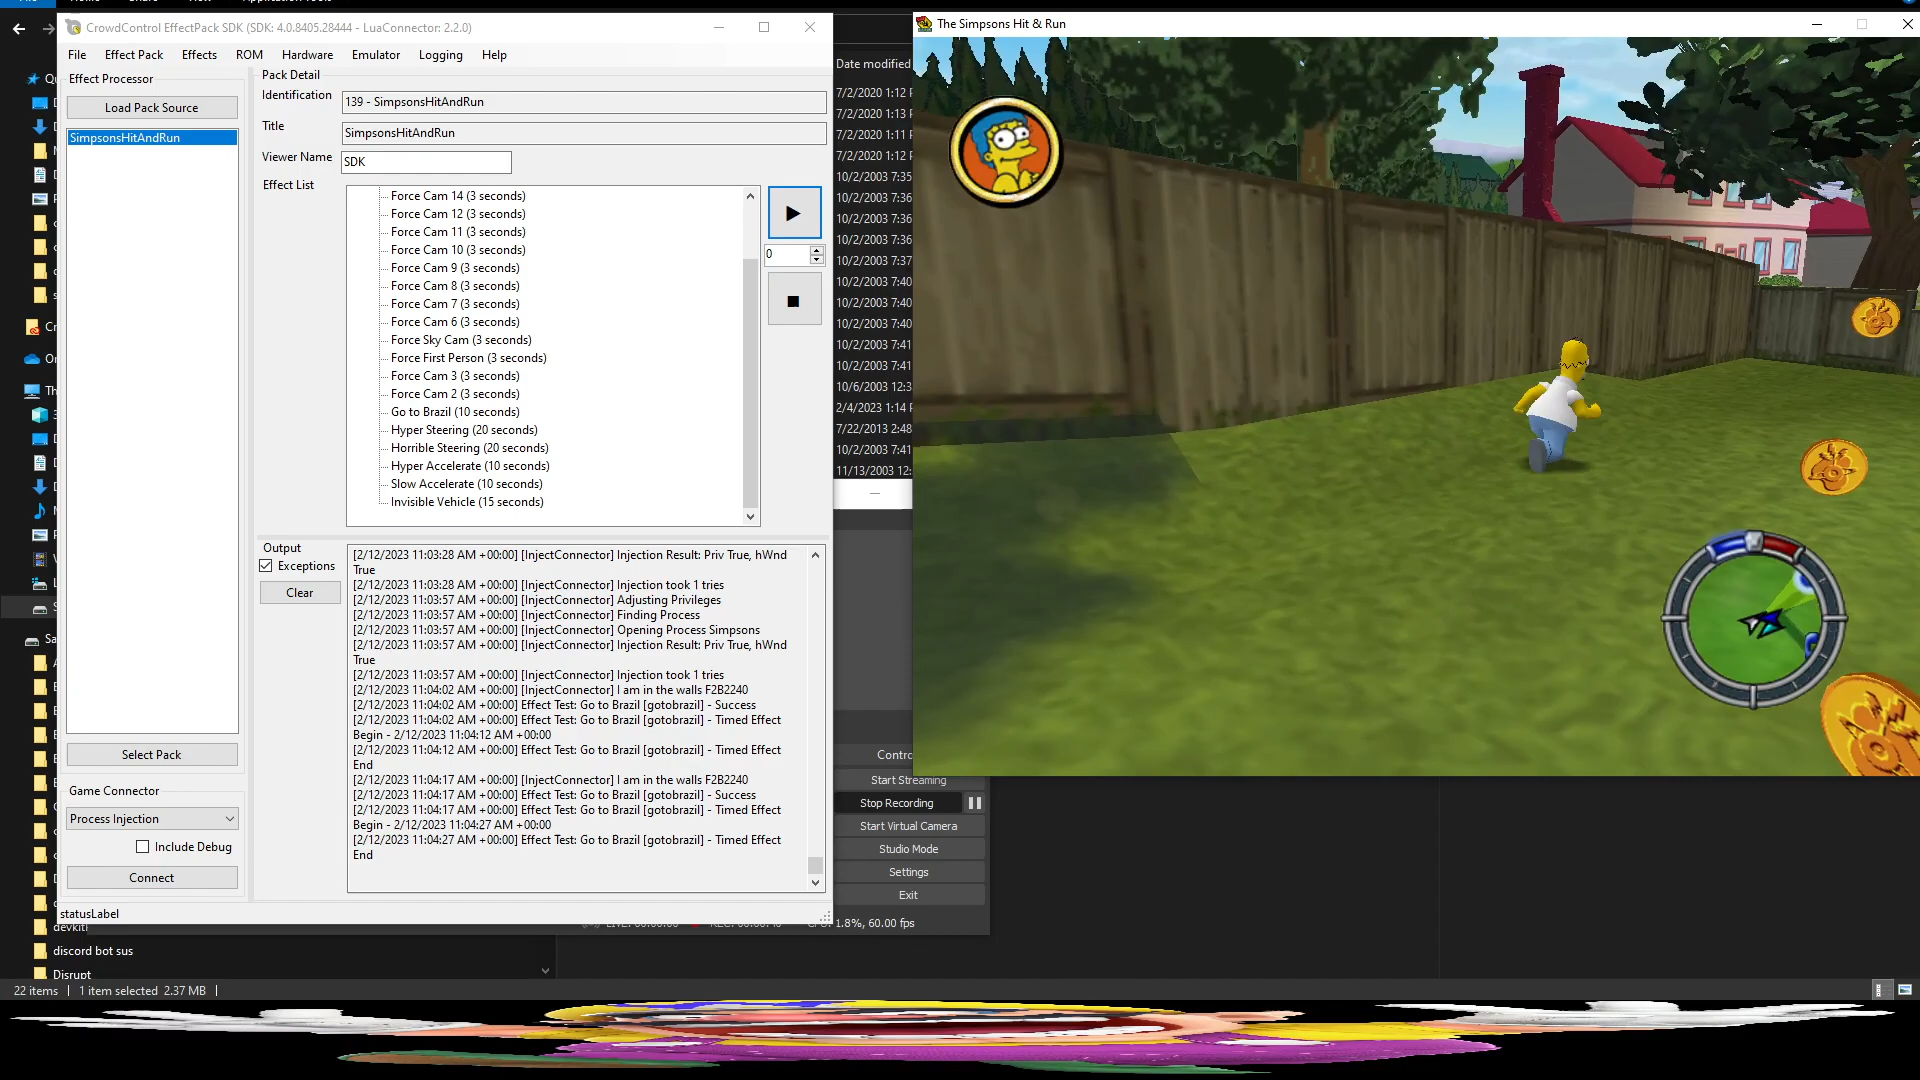 CrowdControl EffectPack SDK (SDK: 4.0.8405.28444 - LuaConnector: 2.2.0)
File Effect Pack Effects ROM Hardware Emulator Logging Help
Effect Processor
Load Pack Source
SimpsonsHitAndRun
Select Pack
Game Connector
Process Injection
Include Debug
Connect
statusLabel
Pack Detail
Identification
139 - SimpsonsHitAndRun
Title
SimpsonsHitAndRun
Viewer Name
SDK
Effect List
Force Cam 14 (3 seconds)
Force Cam 12 (3 seconds)
Force Cam 11 (3 seconds)
Force Cam 10 (3 seconds)
Force Cam 9 (3 seconds)
Force Cam 8 (3 seconds)
Force Cam 7 (3 seconds)
Force Cam 6 (3 seconds)
Force Sky Cam (3 seconds)
Force First Person (3 seconds)
Force Cam 3 (3 seconds)
Force Cam 2 (3 seconds)
Go to Brazil (10 seconds)
Hyper Steering (20 seconds)
Horrible Steering (20 seconds)
Hyper Accelerate (10 seconds)
Slow Accelerate (10 seconds)
Invisible Vehicle (15 seconds)
0
Output
Exceptions
Clear
[2/12/2023 11:03:28 AM +00:00] [InjectConnector] Injection Result: Priv True, hWnd
True
[2/12/2023 11:03:28 AM +00:00] [InjectConnector] Injection took 1 tries
[2/12/2023 11:03:57 AM +00:00] [InjectConnector] Adjusting Privileges
[2/12/2023 11:03:57 AM +00:00] [InjectConnector] Finding Process
[2/12/2023 11:03:57 AM +00:00] [InjectConnector] Opening Process Simpsons
[2/12/2023 11:03:57 AM +00:00] [InjectConnector] Injection Result: Priv True, hWnd
True
[2/12/2023 11:03:57 AM +00:00] [InjectConnector] Injection took 1 tries
[2/12/2023 11:04:02 AM +00:00] [InjectConnector] I am in the walls F2B2240
[2/12/2023 11:04:02 AM +00:00] Effect Test: Go to Brazil [gotobrazil] - Success
[2/12/2023 11:04:02 AM +00:00] Effect Test: Go to Brazil [gotobrazil] - Timed Effect
Begin - 2/12/2023 11:04:12 AM +00:00
[2/12/2023 11:04:12 AM +00:00] Effect Test: Go to Brazil [gotobrazil] - Timed Effect
End
[2/12/2023 11:04:17 AM +00:00] [InjectConnector] I am in the walls F2B2240
[2/12/2023 11:04:17 AM +00:00] Effect Test: Go to Brazil [gotobrazil] - Success
[2/12/2023 11:04:17 AM +00:00] Effect Test: Go to Brazil [gotobrazil] - Timed Effect
Begin - 2/12/2023 11:04:27 AM +00:00
[2/12/2023 11:04:27 AM +00:00] Effect Test: Go to Brazil [gotobrazil] - Timed Effect
End
Date modified
7/2/2020 1:12
7/2/2020 1:13
7/2/2020 1:11
7/2/2020 1:12
10/2/2003 7:35
10/2/2003 7:36
10/2/2003 7:36
10/2/2003 7:36
10/2/2003 7:37
10/2/2003 7:40
10/2/2003 7:40
10/2/2003 7:40
10/2/2003 7:41
10/2/2003 7:41
10/6/2003 12:3
2/4/2023 1:14
7/22/2013 2:48
10/2/2003 7:41
11/13/2003 12:
The Simpsons Hit & Run
Contro
Start Streaming
Stop Recording
Start Virtual Camera
Studio Mode
Settings
Exit
1.8%, 60.00 fps
devkit
discord bot sus
Disrupt
22 items 1 item selected 2.37 MB